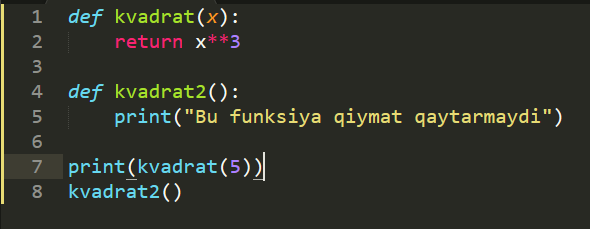 1 def kvadrat(x):
2     return x**3
3
4 def kvadrat2():
5     print("Bu funksiya qiymat qaytarmaydi")
6
7 print(kvadrat(5))
8 kvadrat2()